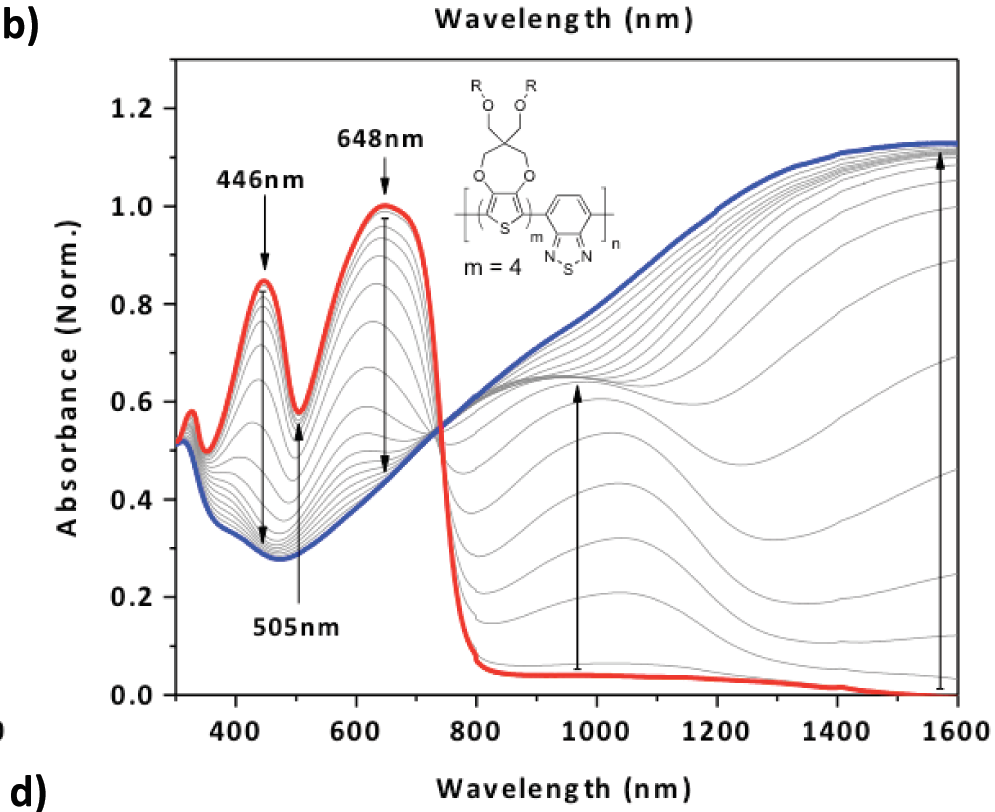 b)
Wavelength (nm)
1.2
1.0
0.8
0.6
0.4
0.2
0.0
Absorbance (Norm.)
446nm
648nm
505nm
R R
O O
O O
S
m
n
N S N
m = 4
0
400 600 800 1000 1200 1400 1600
Wavelength (nm)
d)